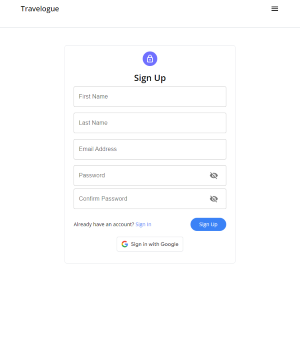 Travelogue
Sign Up
First Name
Last Name
Email Address
Password
Confirm Password
Already have an account? Sign In
Sign Up
Sign in with Google